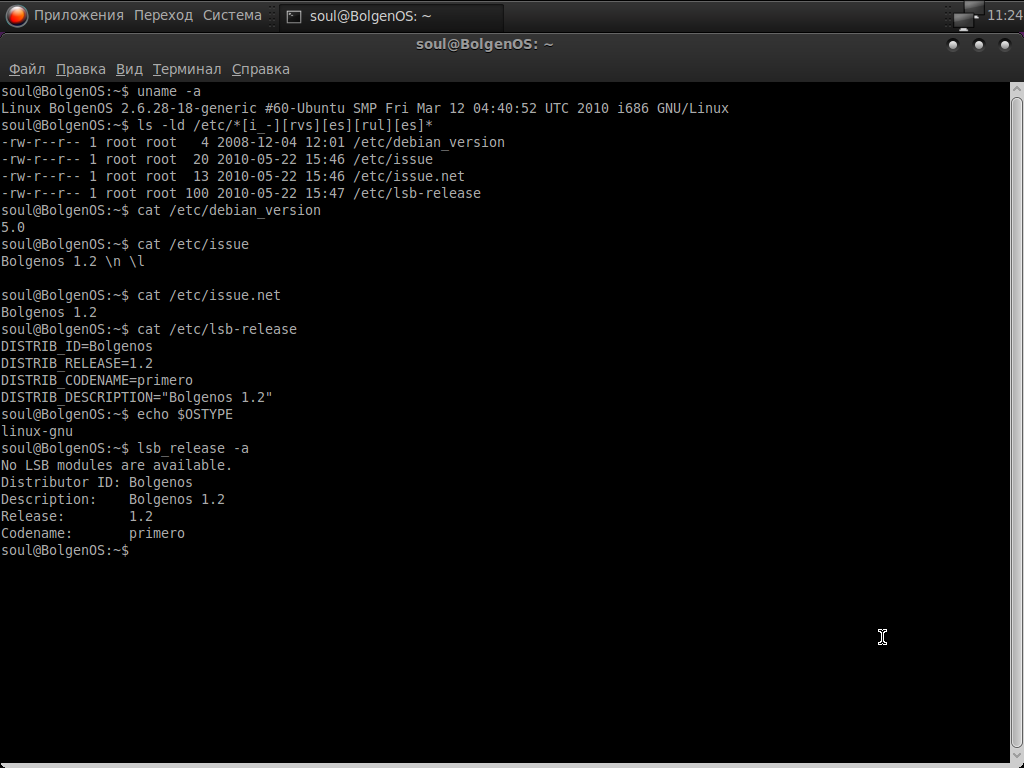 Приложения Переход Система soul@BolgenOS: ~ 11:24
soul@BolgenOS: ~
Файл Правка Вид Терминал Справка
soul@BolgenOS:~$ uname -a
Linux BolgenOS 2.6.28-18-generic #60-Ubuntu SMP Fri Mar 12 04:40:52 UTC 2010 i686 GNU/Linux
soul@BolgenOS:~$ ls -ld /etc/*[i_-][rvs][es][rul][es]*
-rw-r--r-- 1 root root   4 2008-12-04 12:01 /etc/debian_version
-rw-r--r-- 1 root root  20 2010-05-22 15:46 /etc/issue
-rw-r--r-- 1 root root  13 2010-05-22 15:46 /etc/issue.net
-rw-r--r-- 1 root root 100 2010-05-22 15:47 /etc/lsb-release
soul@BolgenOS:~$ cat /etc/debian_version
5.0
soul@BolgenOS:~$ cat /etc/issue
Bolgenos 1.2 \n \l
soul@BolgenOS:~$ cat /etc/issue.net
Bolgenos 1.2
soul@BolgenOS:~$ cat /etc/lsb-release
DISTRIB_ID=Bolgenos
DISTRIB_RELEASE=1.2
DISTRIB_CODENAME=primero
DISTRIB_DESCRIPTION="Bolgenos 1.2"
soul@BolgenOS:~$ echo $OSTYPE
linux-gnu
soul@BolgenOS:~$ lsb_release -a
No LSB modules are available.
Distributor ID: Bolgenos
Description:    Bolgenos 1.2
Release:        1.2
Codename:       primero
soul@BolgenOS:~$